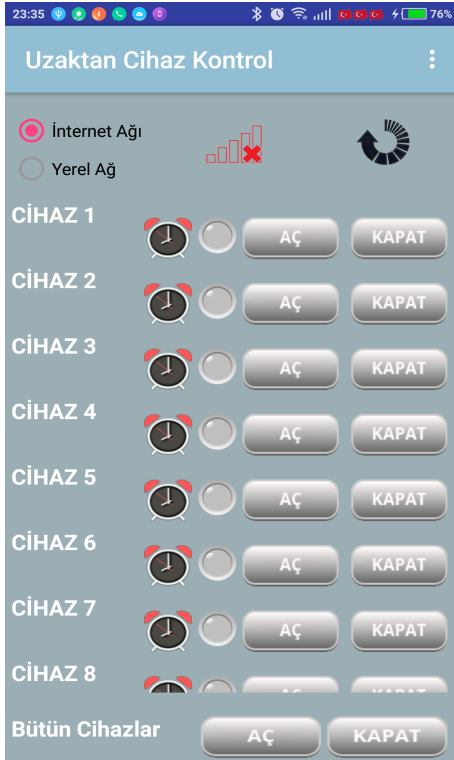 23:35 76%
Uzaktan Cihaz Kontrol
İnternet Ağı
Yerel Ağ
CİHAZ 1 AÇ KAPAT
CİHAZ 2 AÇ KAPAT
CİHAZ 3 AÇ KAPAT
CİHAZ 4 AÇ KAPAT
CİHAZ 5 AÇ KAPAT
CİHAZ 6 AÇ KAPAT
CİHAZ 7 AÇ KAPAT
CİHAZ 8 AÇ KAPAT
Bütün Cihazlar AÇ KAPAT